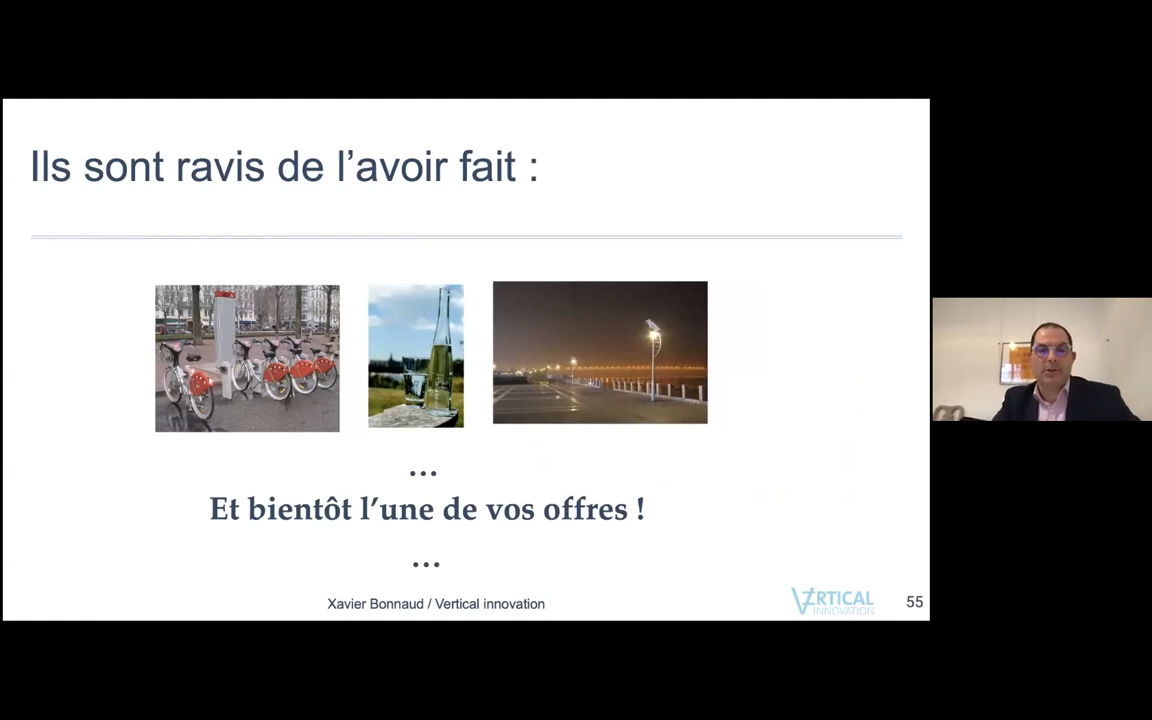 Ils sont ravis de l’avoir fait :
...
Et bientôt l’une de vos offres !
...
Xavier Bonnaud / Vertical innovation
VERTICAL
INNOVATION
55